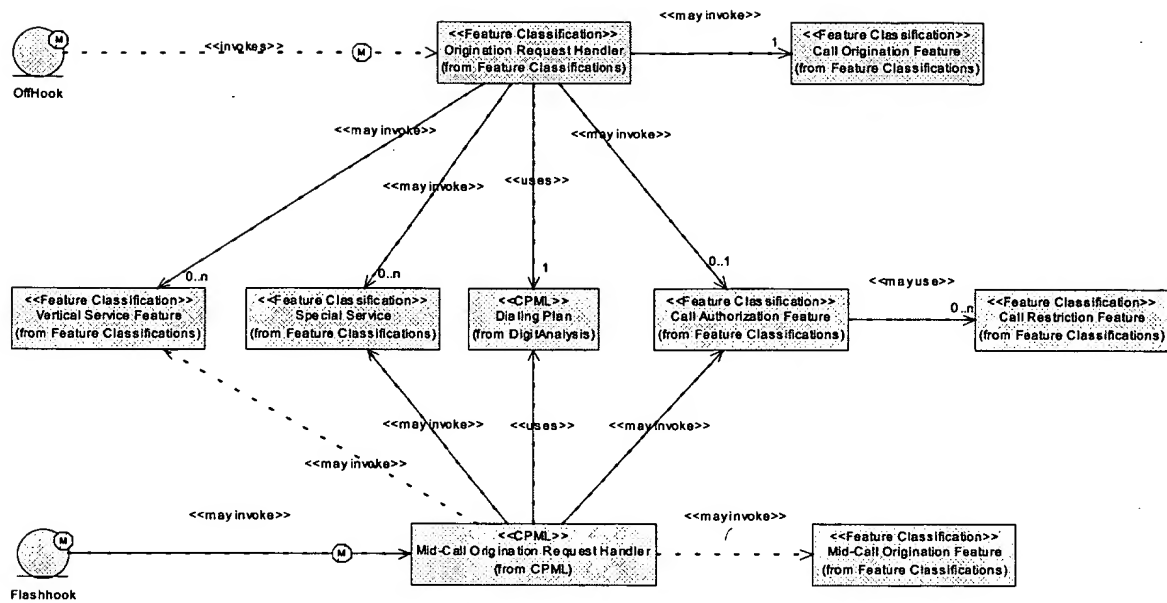 <<may invoke>>
M
<<invokes>>
M
<<Feature Classification>>
Origination Request Handler
(from Feature Classifications)
1
<<Feature Classification>>
Call Origination Feature
(from Feature Classifications)
OffHook
<<may invoke>>
<<may invoke>>
<<uses>>
<<may invoke>>
0..n
0..n
1
0..1
<<may use>>
<<Feature Classification>>
Vertical Service Feature
(from Feature Classifications)
<<Feature Classification>>
Special Service
(from Feature Classifications)
<<CPML>>
Dialing Plan
(from DigitAnalysis)
<<Feature Classification>>
Call Authorization Feature
(from Feature Classifications)
0..n
<<Feature Classification>>
Call Restriction Feature
(from Feature Classifications)
<<may invoke>>
<<may invoke>>
<<uses>>
<<may invoke>>
<<may invoke>>
<<may invoke>>
M
M
<<CPML>>
Mid-Call Origination Request Handler
(from CPML)
<<Feature Classification>>
Mid-Call Origination Feature
(from Feature Classifications)
Flashhook